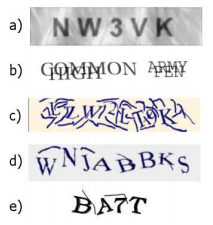 a) NW3VK
b) COMMON HIGH ARMY PEN
c)
d) WNJABBKS
e) BA7T